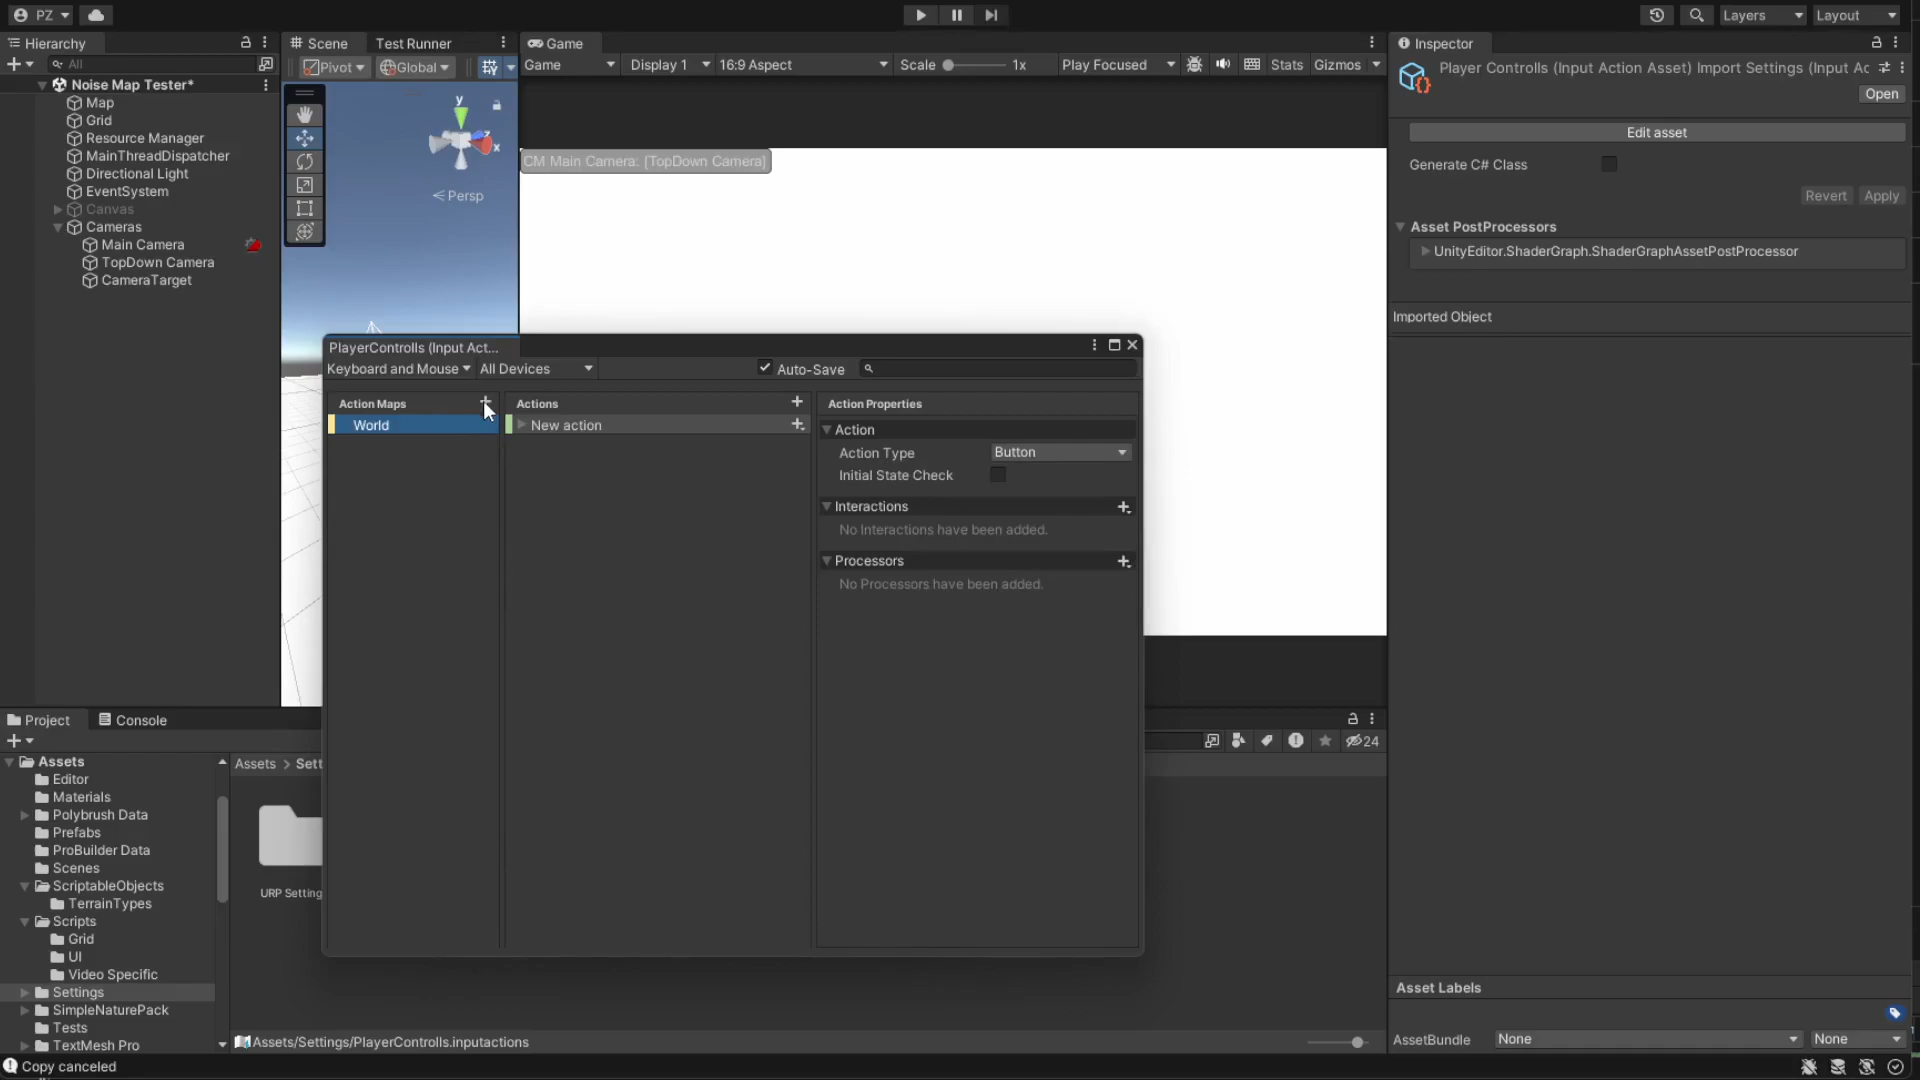 PZ
Layers
Layout
Hierarchy
Scene
Test Runner
Game
Inspector
All
Pivot
Global
Game
Display 1
16:9 Aspect
Scale
1x
Play Focused
Stats
Gizmos
Player Controlls (Input Action Asset) Import Settings (Input Ac
Open
Noise Map Tester*
Map
Grid
Resource Manager
MainThreadDispatcher
Directional Light
EventSystem
Canvas
Cameras
Main Camera
TopDown Camera
CameraTarget
y
z
x
Persp
CM Main Camera: [TopDown Camera]
Edit asset
Generate C# Class
Revert
Apply
Asset PostProcessors
UnityEditor.ShaderGraph.ShaderGraphAssetPostProcessor
Imported Object
PlayerControlls (Input Act...
Keyboard and Mouse
All Devices
Auto-Save
Action Maps
Actions
Action Properties
World
New action
Action
Action Type
Button
Initial State Check
Interactions
No Interactions have been added.
Processors
No Processors have been added.
Project
Console
24
Assets
Editor
Materials
Polybrush Data
Prefabs
ProBuilder Data
Scenes
ScriptableObjects
TerrainTypes
Scripts
Grid
UI
Video Specific
Settings
SimpleNaturePack
Tests
TextMesh Pro
Assets > Sett
URP Setting
Assets/Settings/PlayerControlls.inputactions
Asset Labels
AssetBundle
None
None
Copy canceled